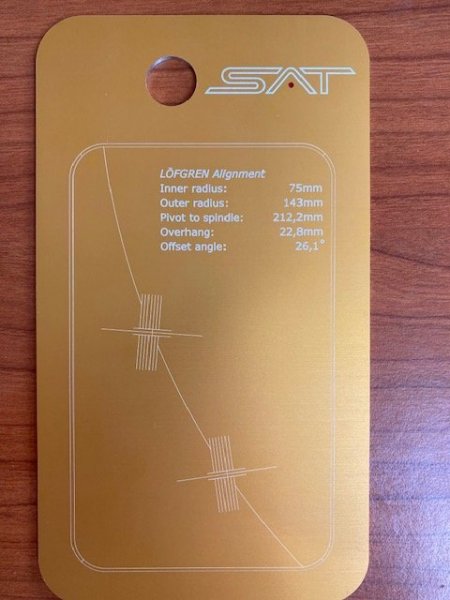 SAT
LÖFGREN Alignment
Inner radius: 75mm
Outer radius: 143mm
Pivot to spindle: 212,2mm
Overhang: 22,8mm
Offset angle: 26,1°